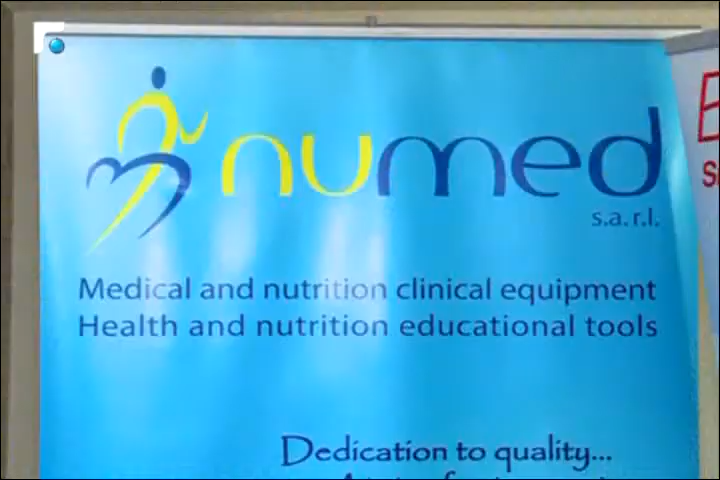 numed
s.a.r.l.
Medical and nutrition clinical equipment
Health and nutrition educational tools
Dedication to quality...